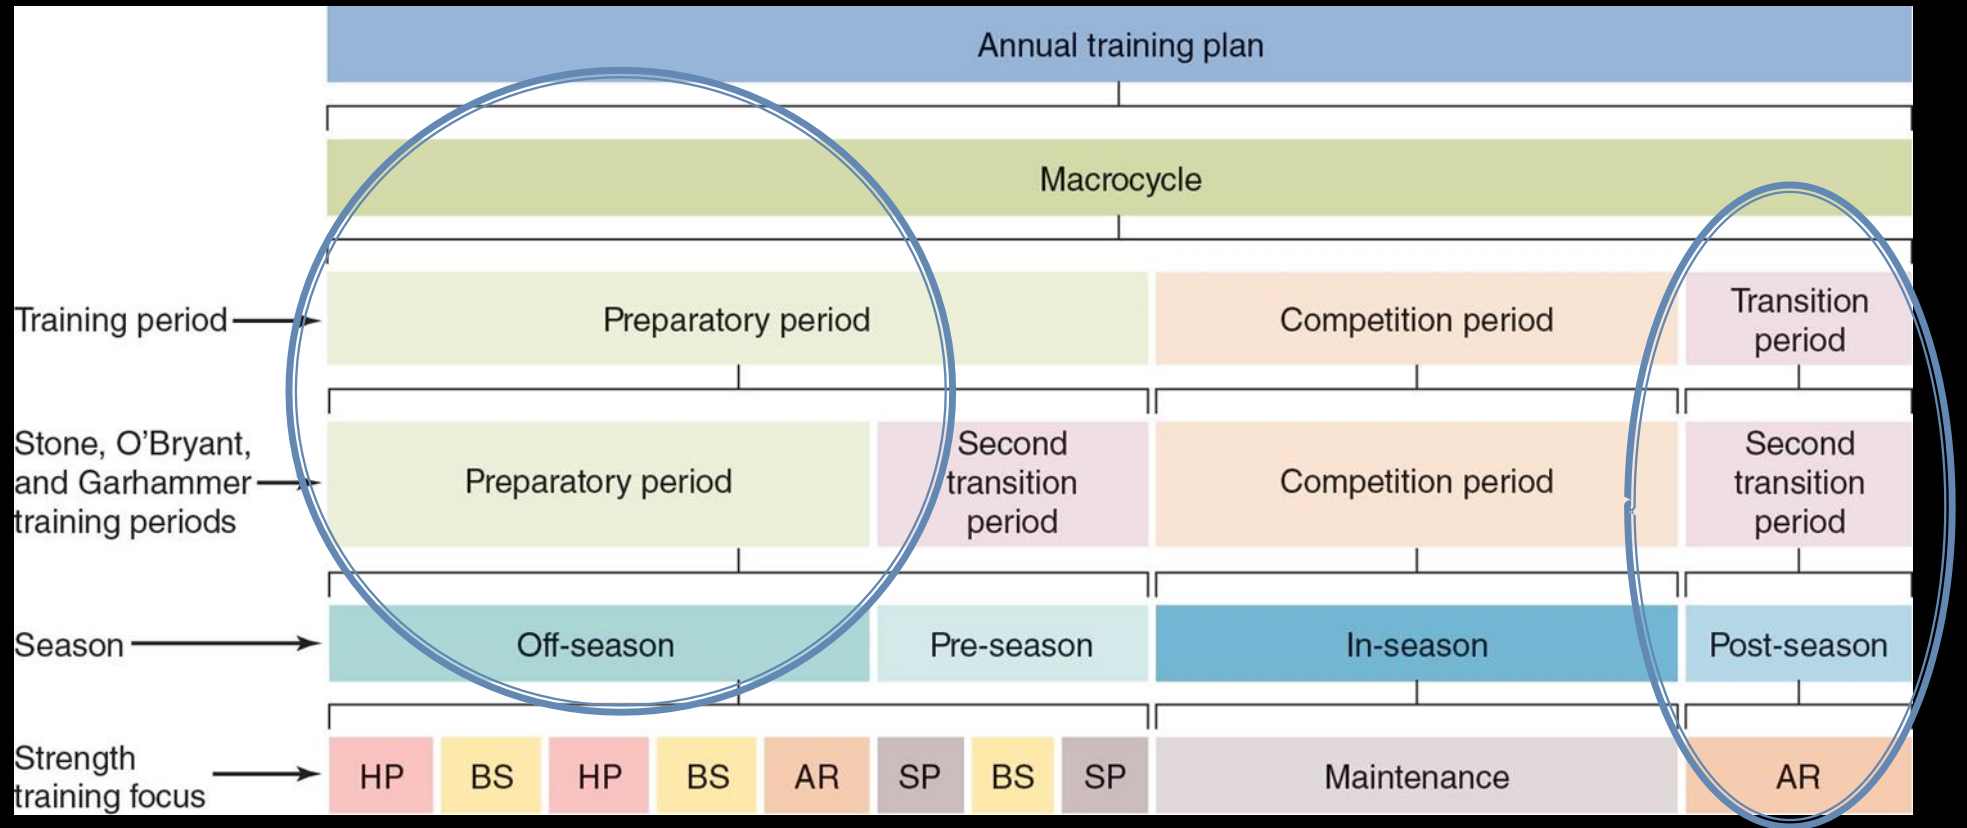 Annual training plan
Macrocycle
Training period
Preparatory period
Competition period
Transition
period
Stone, O’Bryant,
and Garhammer
training periods
Preparatory period
Second
transition
period
Competition period
Second
transition
period
Season
Off-season
Pre-season
In-season
Post-season
Strength
training focus
HP
BS
HP
BS
AR
SP
BS
SP
Maintenance
AR